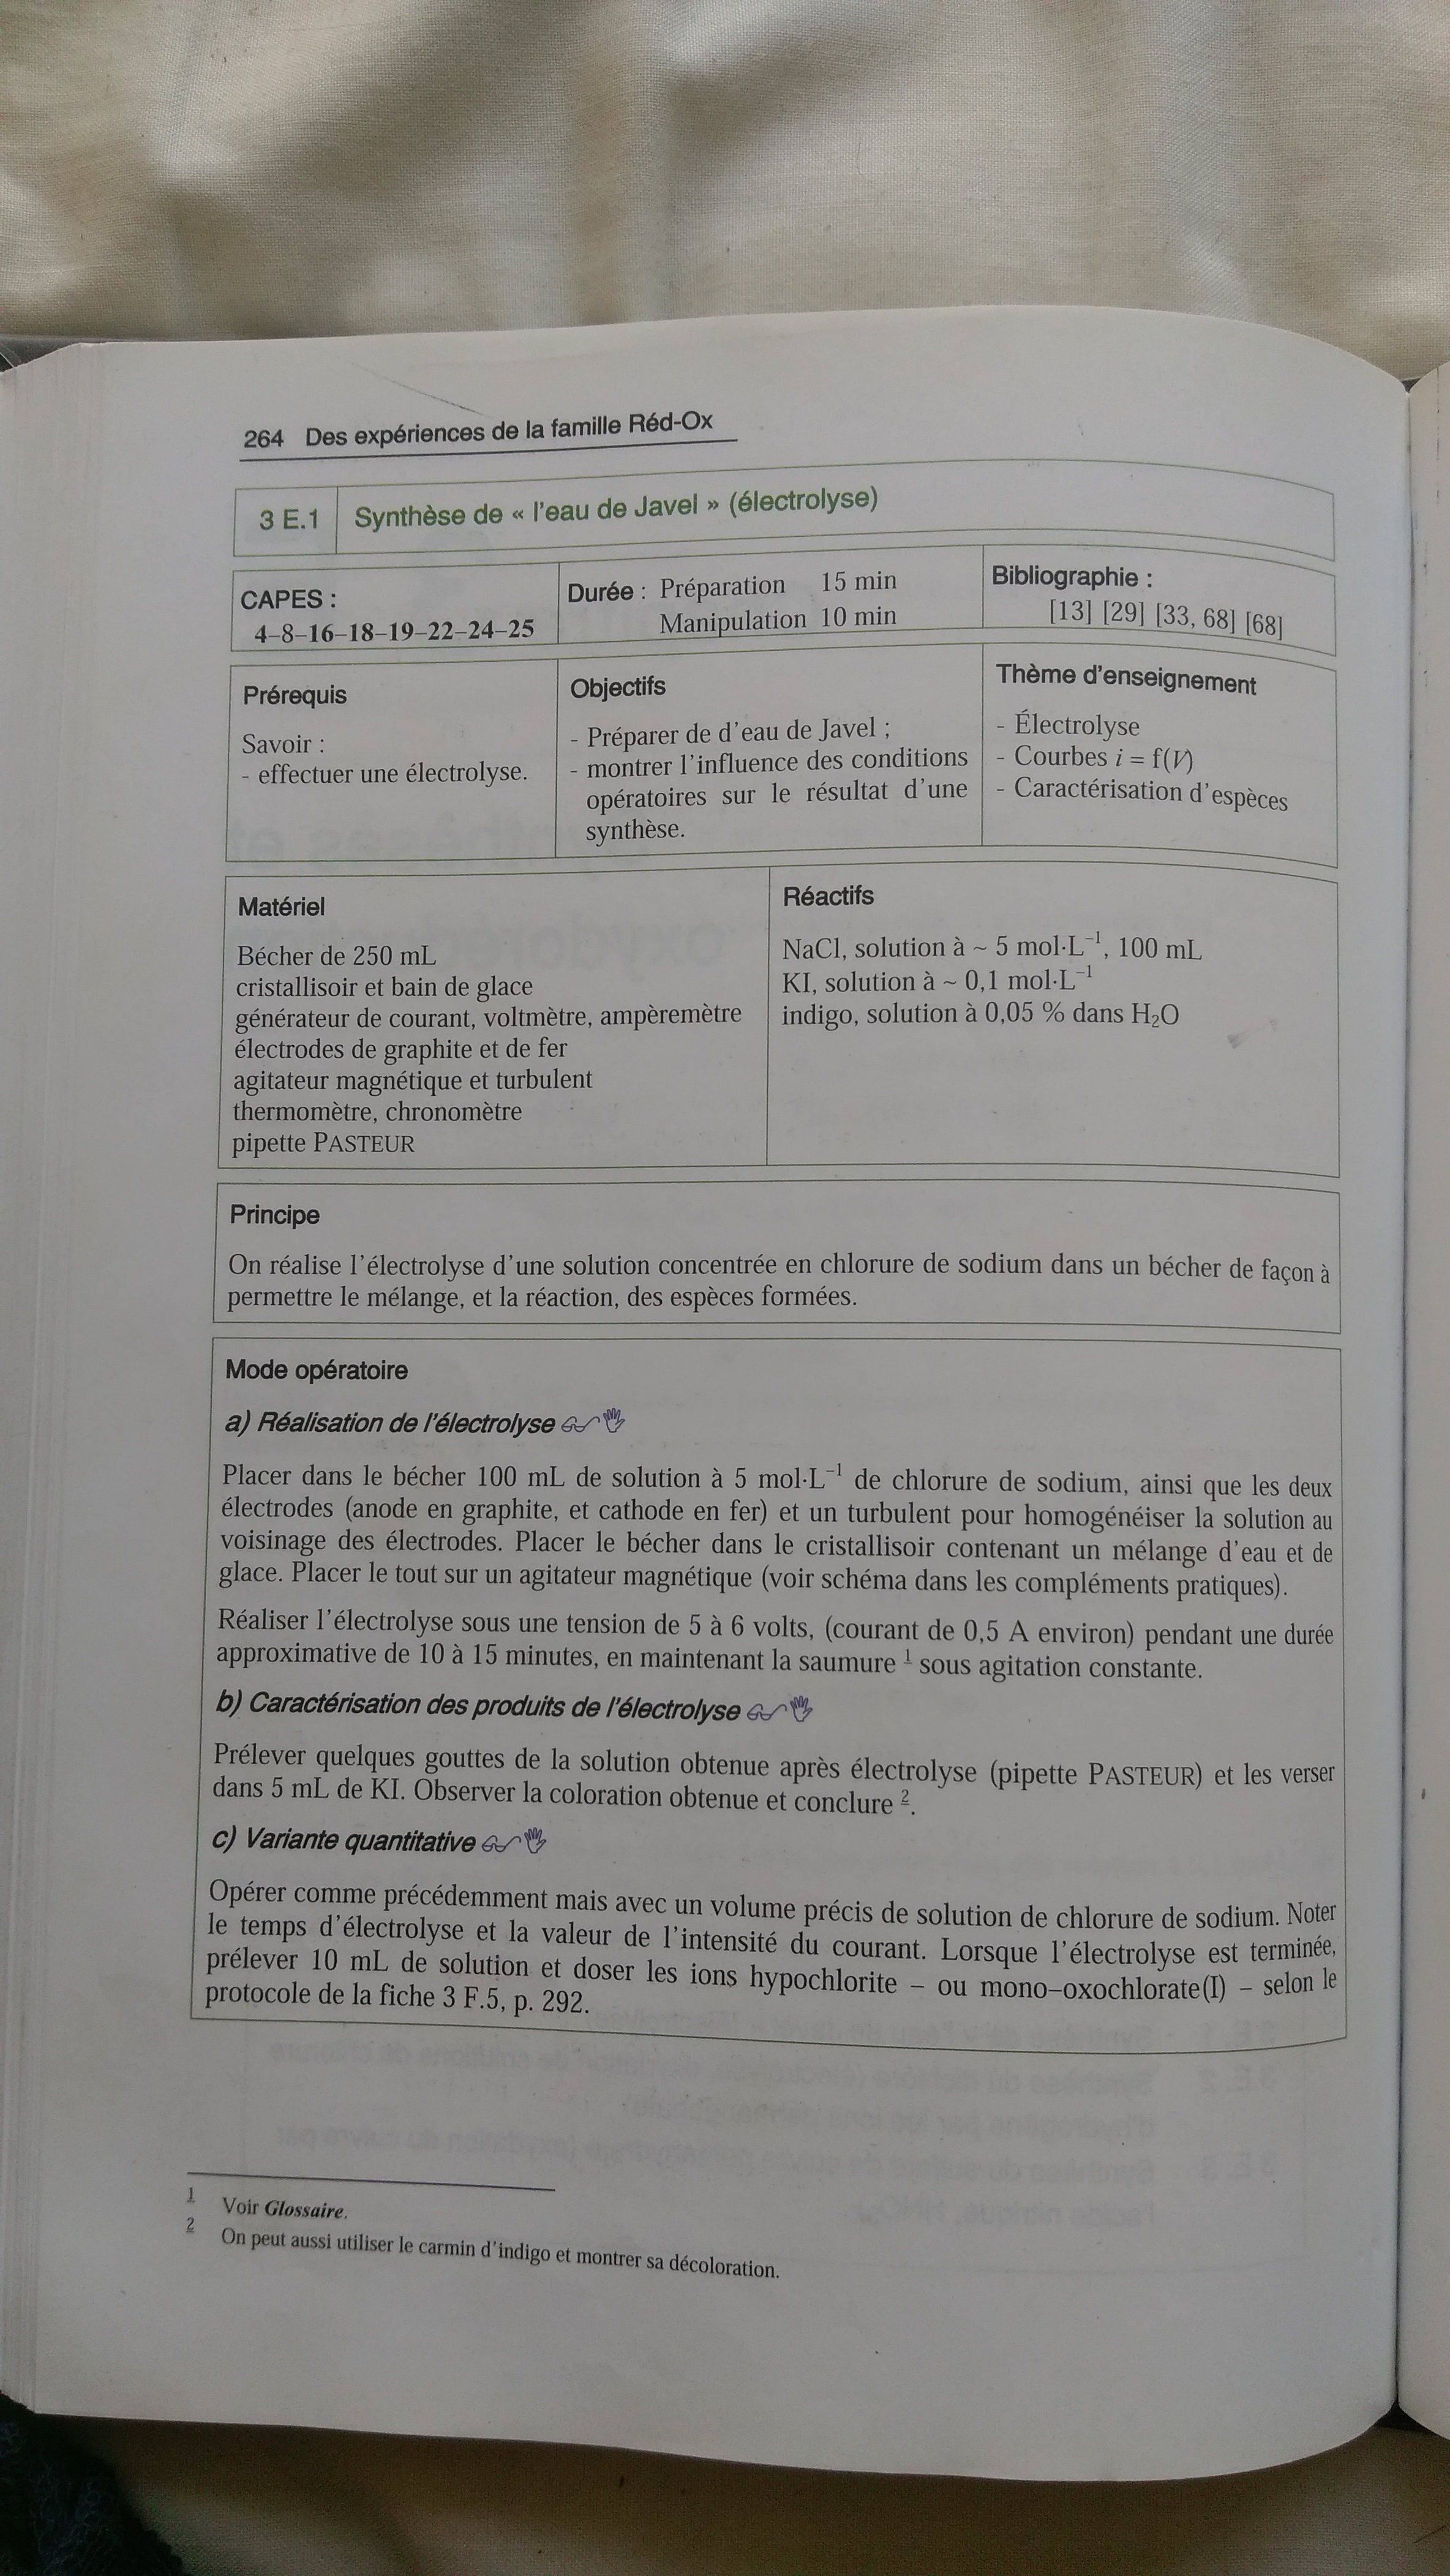 264 Des expériences de la famille Réd-Ox
3 E.1 Synthèse de « l'eau de Javel » (électrolyse)
CAPES :
4–8–16–18–19–22–24–25
Durée : Préparation 15 min
Manipulation 10 min
Bibliographie :
[13] [29] [33, 68] [68]
Prérequis
Savoir :
- effectuer une électrolyse.
Objectifs
- Préparer de d'eau de Javel ;
- montrer l'influence des conditions
opératoires sur le résultat d'une
synthèse.
Thème d'enseignement
- Électrolyse
- Courbes i = f(V)
- Caractérisation d'espèces
Matériel
Bécher de 250 mL
cristallisoir et bain de glace
générateur de courant, voltmètre, ampèremètre
électrodes de graphite et de fer
agitateur magnétique et turbulent
thermomètre, chronomètre
pipette PASTEUR
Réactifs
NaCl, solution à ~ 5 mol·L⁻¹, 100 mL
KI, solution à ~ 0,1 mol·L⁻¹
indigo, solution à 0,05 % dans H₂O
Principe
On réalise l'électrolyse d'une solution concentrée en chlorure de sodium dans un bécher de façon à
permettre le mélange, et la réaction, des espèces formées.
Mode opératoire
a) Réalisation de l'électrolyse
Placer dans le bécher 100 mL de solution à 5 mol·L⁻¹ de chlorure de sodium, ainsi que les deux
électrodes (anode en graphite, et cathode en fer) et un turbulent pour homogénéiser la solution au
voisinage des électrodes. Placer le bécher dans le cristallisoir contenant un mélange d'eau et de
glace. Placer le tout sur un agitateur magnétique (voir schéma dans les compléments pratiques).
Réaliser l'électrolyse sous une tension de 5 à 6 volts, (courant de 0,5 A environ) pendant une durée
approximative de 10 à 15 minutes, en maintenant la saumure ¹ sous agitation constante.
b) Caractérisation des produits de l'électrolyse
Prélever quelques gouttes de la solution obtenue après électrolyse (pipette PASTEUR) et les verser
dans 5 mL de KI. Observer la coloration obtenue et conclure ².
c) Variante quantitative
Opérer comme précédemment mais avec un volume précis de solution de chlorure de sodium. Noter
le temps d'électrolyse et la valeur de l'intensité du courant. Lorsque l'électrolyse est terminée,
prélever 10 mL de solution et doser les ions hypochlorite – ou mono–oxochlorate(I) – selon le
protocole de la fiche 3 F.5, p. 292.
1 Voir Glossaire.
2 On peut aussi utiliser le carmin d'indigo et montrer sa décoloration.